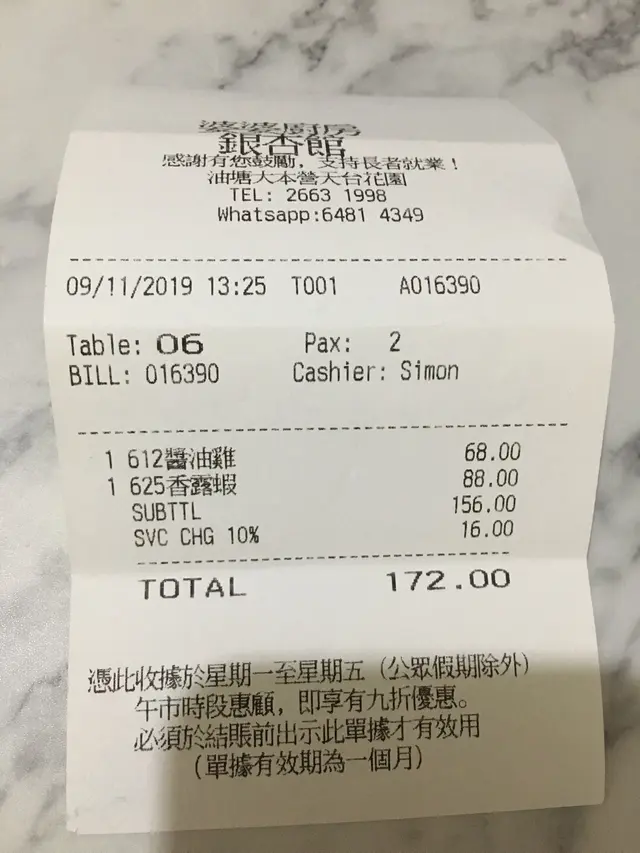 婆婆廚房
銀杏館
感謝有您鼓勵，支持長者就業！
油塘大本營天台花園
TEL: 2663 1998
Whatsapp:6481 4349
09/11/2019 13:25 T001 A016390
Table: 06 Pax: 2
BILL: 016390 Cashier: Simon
1 612醬油雞 68.00
1 625香露蝦 88.00
SUBTTL 156.00
SVC CHG 10% 16.00
TOTAL 172.00
憑此收據於星期一至星期五（公眾假期除外）
午市時段惠顧，即享有九折優惠。
必須於結賬前出示此單據才有效用
（單據有效期為一個月）